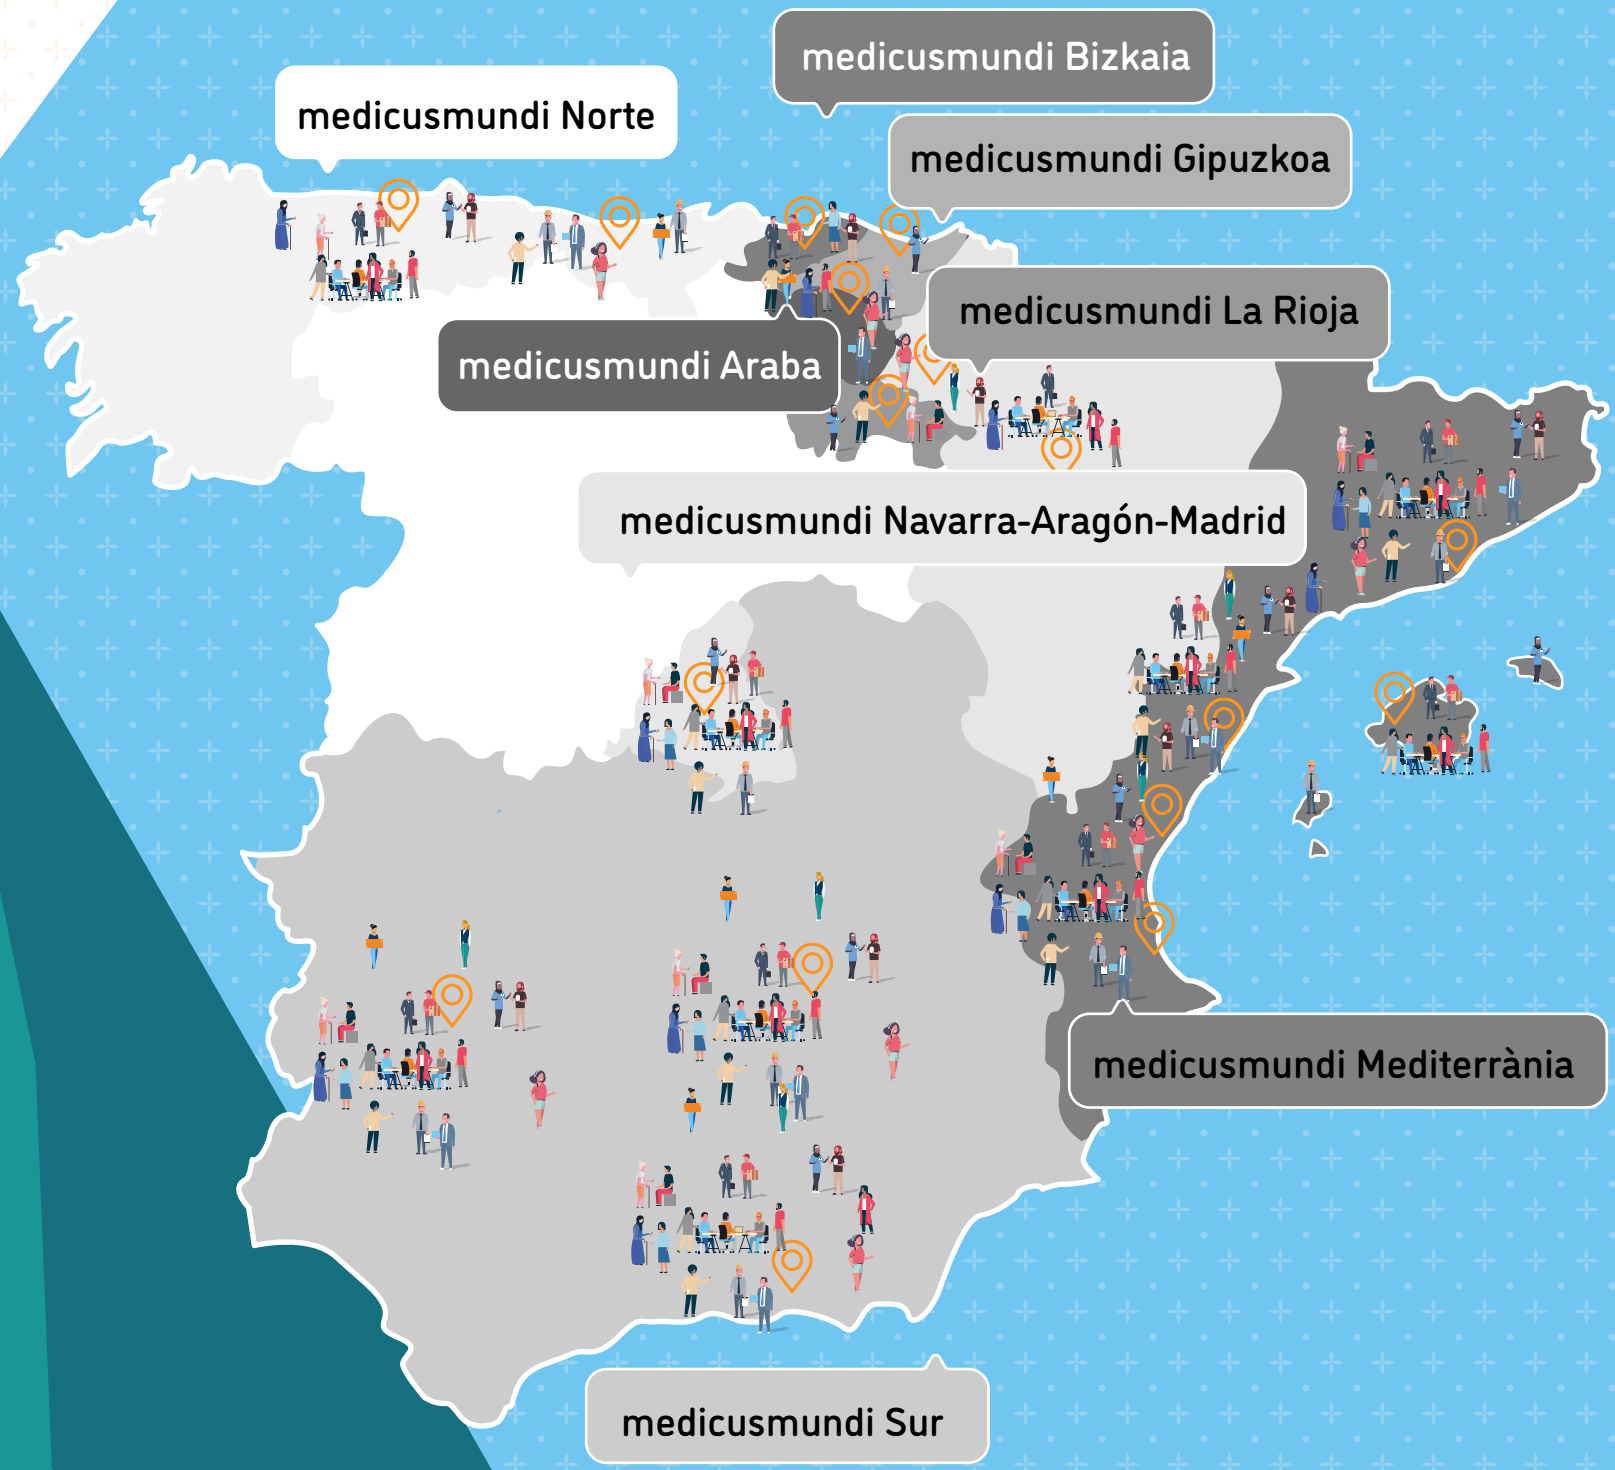 medicusmundi Bizkaia
medicusmundi Norte
medicusmundi Gipuzkoa
medicusmundi La Rioja
medicusmundi Araba
medicusmundi Navarra-Aragón-Madrid
medicusmundi Mediterrània
medicusmundi Sur